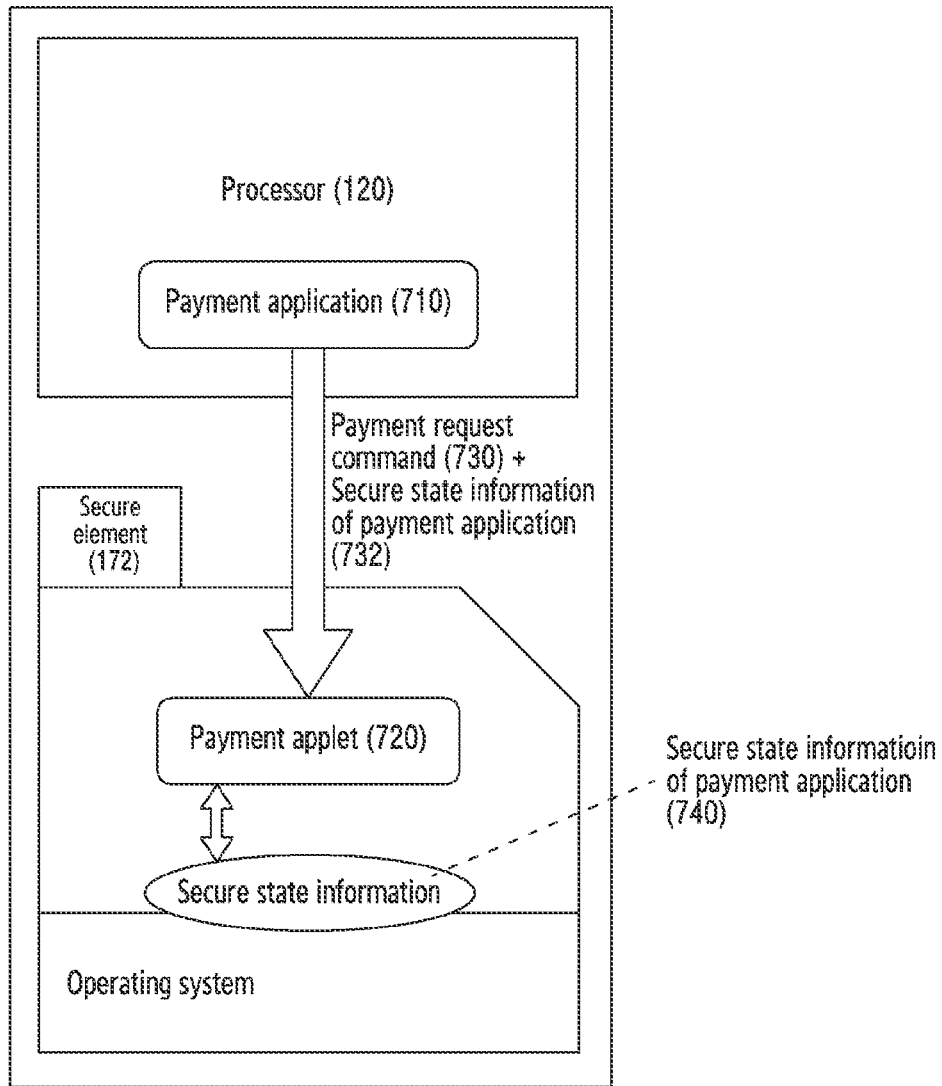 Processor (120)
Payment application (710)
Payment request
command (730) +
Secure state information
of payment application
(732)
Secure
element
(172)
Payment applet (720)
Secure state informatioin
of payment application
(740)
Secure state information
Operating system